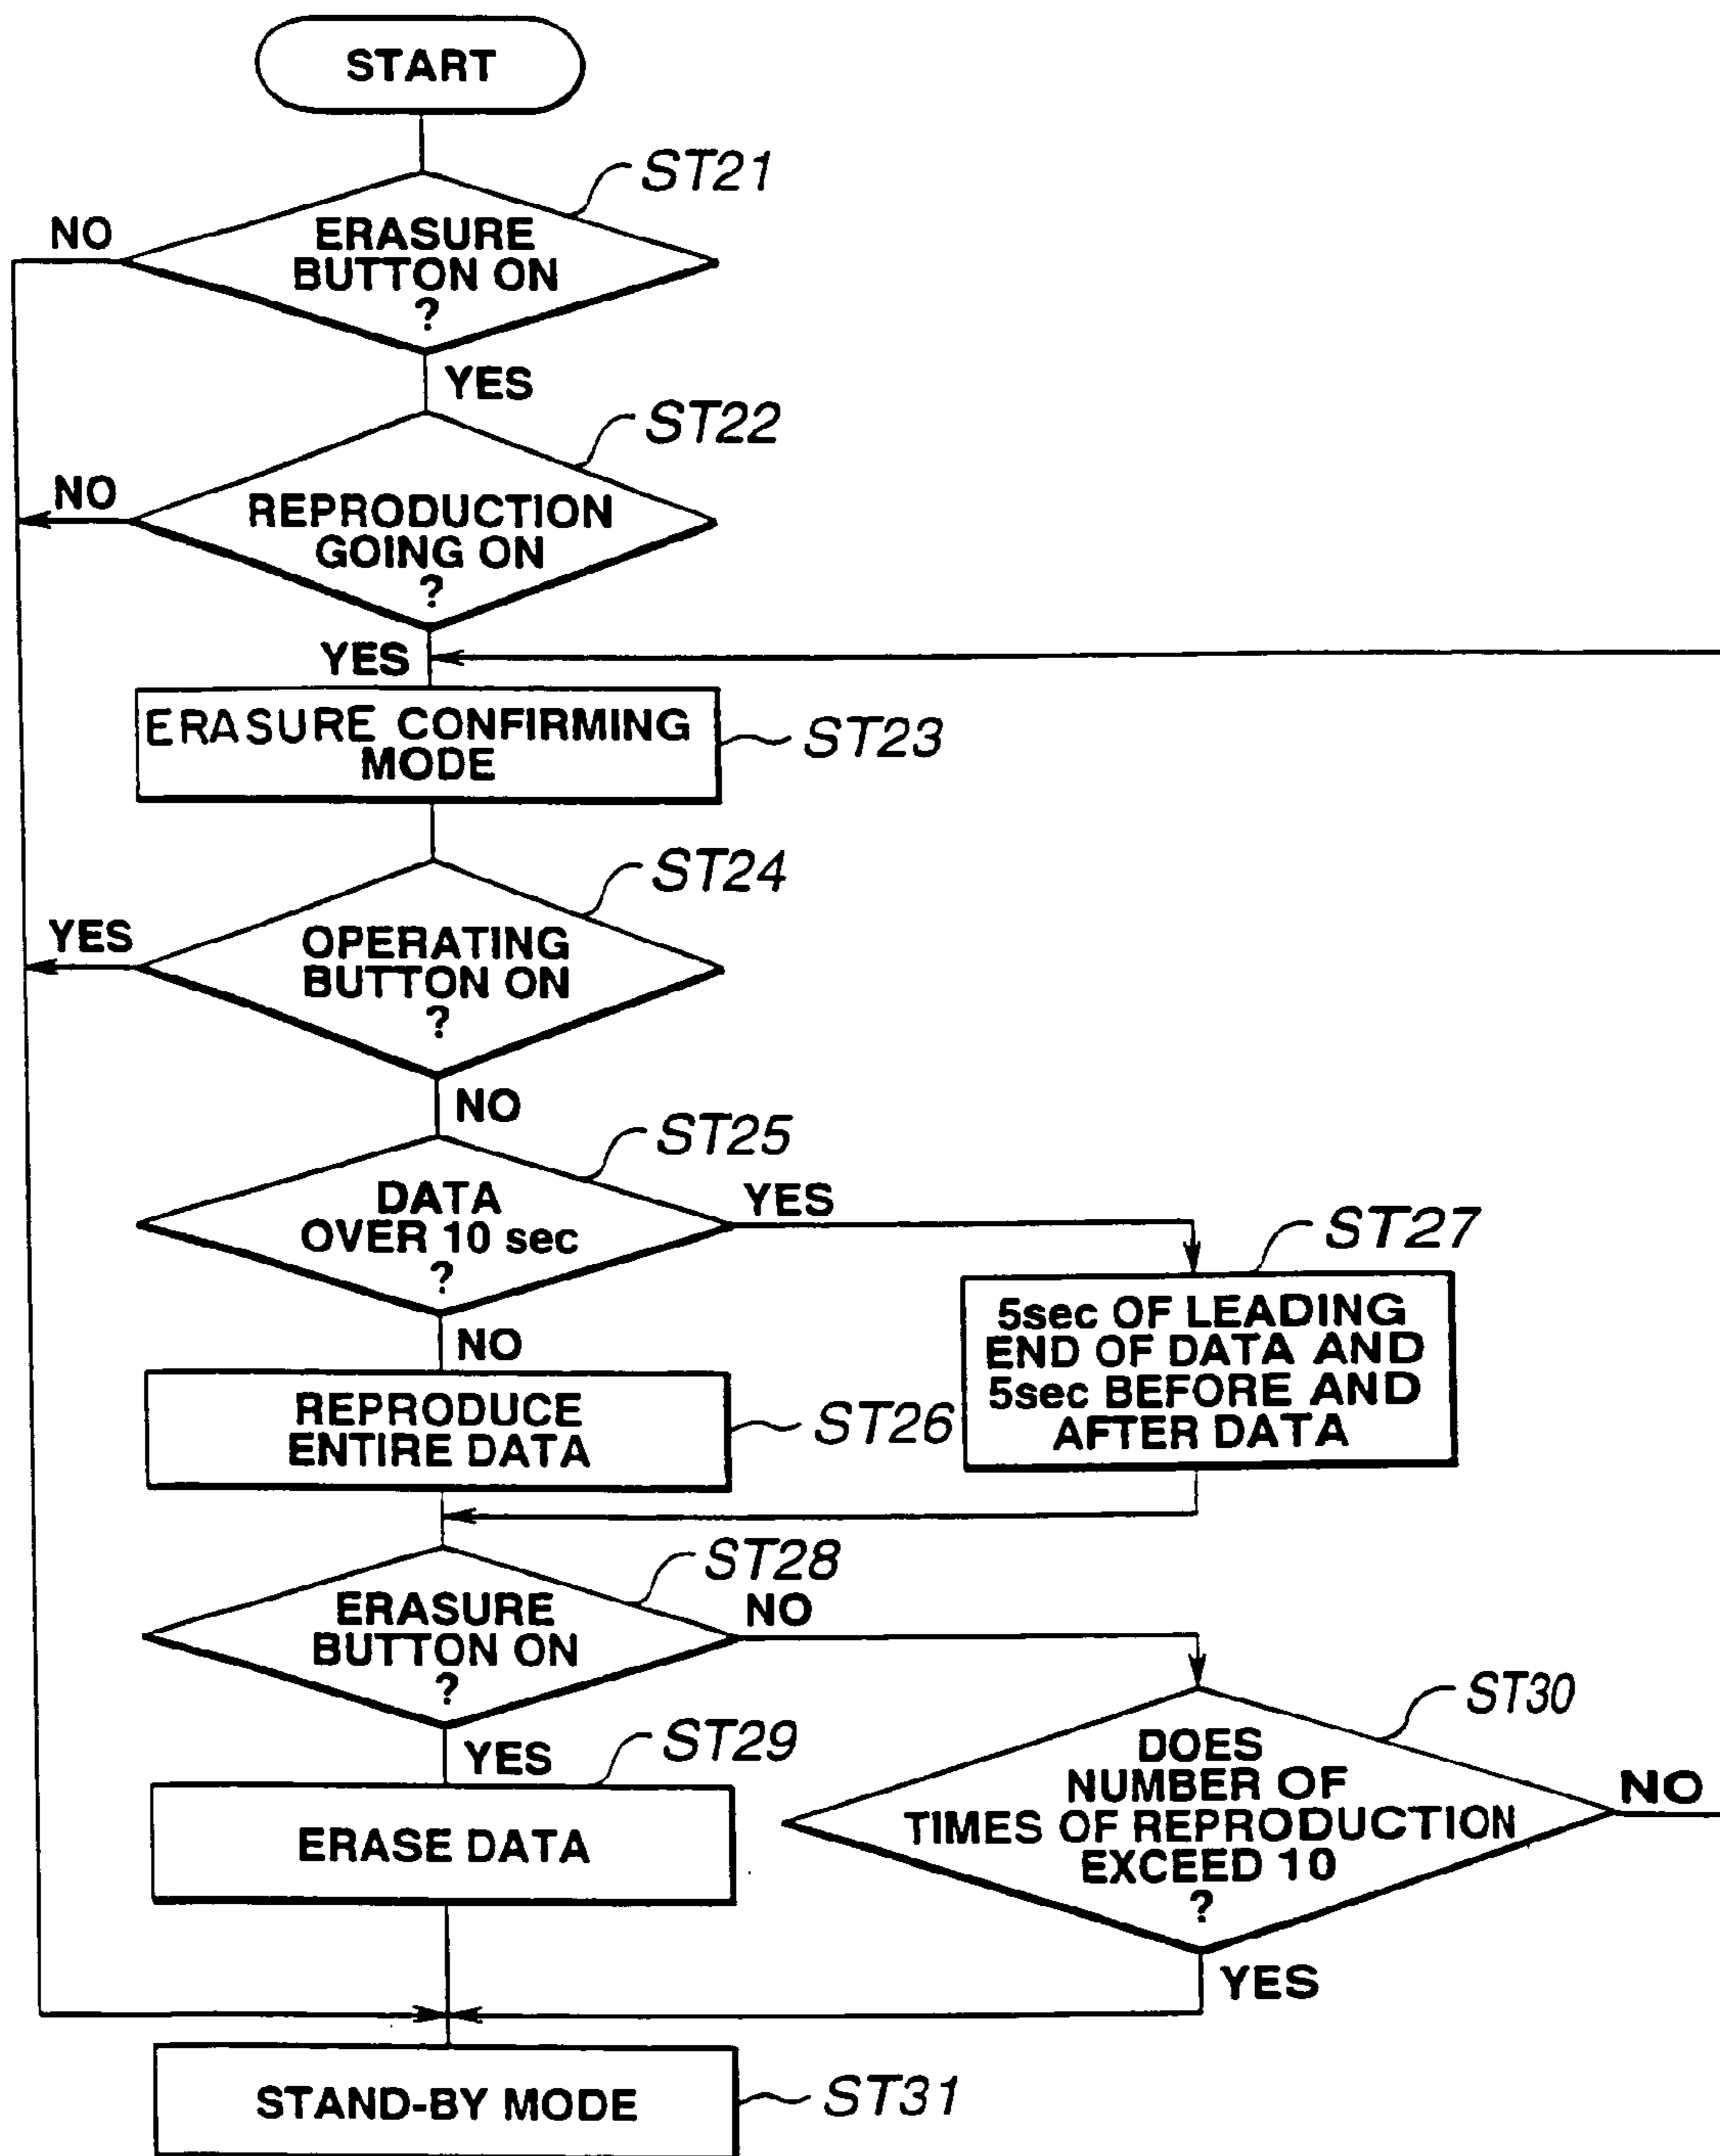 START
ST21
NO
ERASURE
BUTTON ON
?
YES
ST22
NO
REPRODUCTION
GOING ON
?
YES
ERASURE CONFIRMING
MODE
ST23
ST24
YES
OPERATING
BUTTON ON
?
NO
ST25
DATA
OVER 10 sec
?
YES
ST27
5sec OF LEADING
END OF DATA AND
5sec BEFORE AND
AFTER DATA
NO
REPRODUCE
ENTIRE DATA
ST26
ST28
ERASURE
BUTTON ON
?
NO
ST30
DOES
NUMBER OF
TIMES OF REPRODUCTION
EXCEED 10
?
NO
YES
ST29
ERASE DATA
YES
STAND-BY MODE
ST31